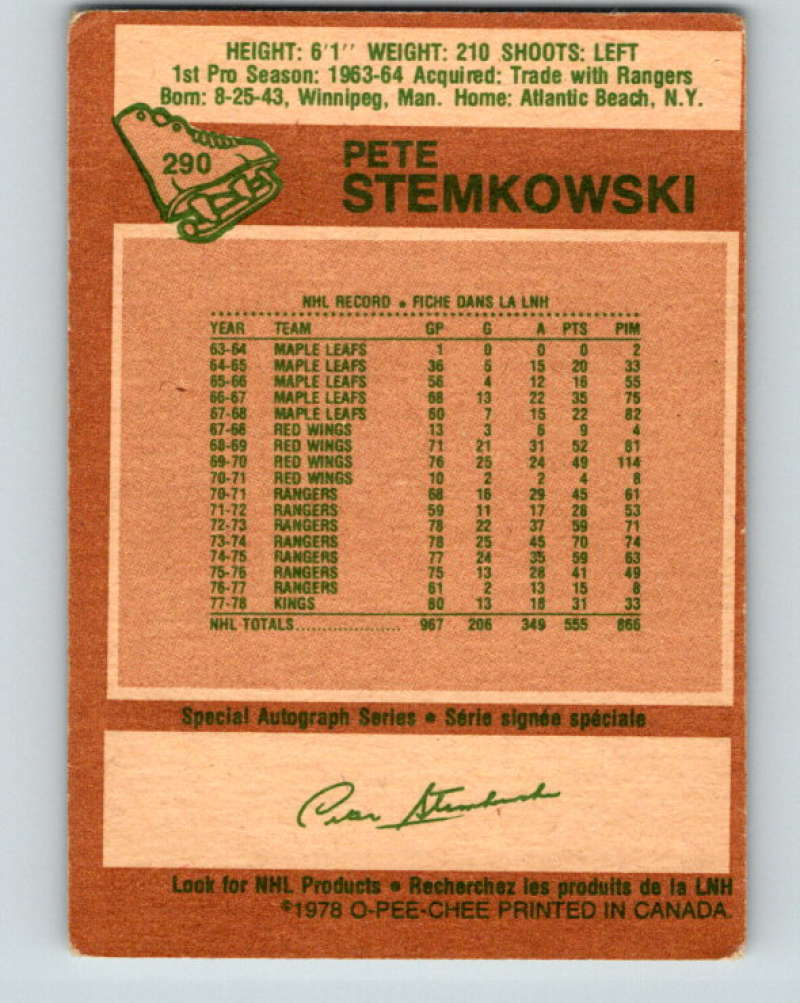 HEIGHT: 6'1'' WEIGHT: 210 SHOOTS: LEFT
1st Pro Season: 1963-64 Acquired: Trade with Rangers
Born: 8-25-43, Winnipeg, Man. Home: Atlantic Beach, N.Y.
290
PETE
STEMKOWSKI
NHL RECORD • FICHE DANS LA LNH
YEAR TEAM GP G A PTS PIM
63-64 MAPLE LEAFS 1 0 0 0 2
64-65 MAPLE LEAFS 36 5 15 20 33
65-66 MAPLE LEAFS 56 4 12 16 55
66-67 MAPLE LEAFS 68 13 22 35 75
67-68 MAPLE LEAFS 60 7 15 22 82
67-68 RED WINGS 13 3 6 9 4
68-69 RED WINGS 71 21 31 52 81
69-70 RED WINGS 76 25 24 49 114
70-71 RED WINGS 10 2 2 4 8
70-71 RANGERS 68 16 29 45 61
71-72 RANGERS 59 11 17 28 53
72-73 RANGERS 78 22 37 59 71
73-74 RANGERS 78 25 45 70 74
74-75 RANGERS 77 24 35 59 63
75-76 RANGERS 75 13 28 41 49
76-77 RANGERS 61 2 13 15 8
77-78 KINGS 80 13 18 31 33
NHL TOTALS.................... 967 206 349 555 866
Special Autograph Series • Série signée spéciale
Peter Stemkowski
Look for NHL Products • Recherchez les produits de la LNH
©1978 O-PEE-CHEE PRINTED IN CANADA.